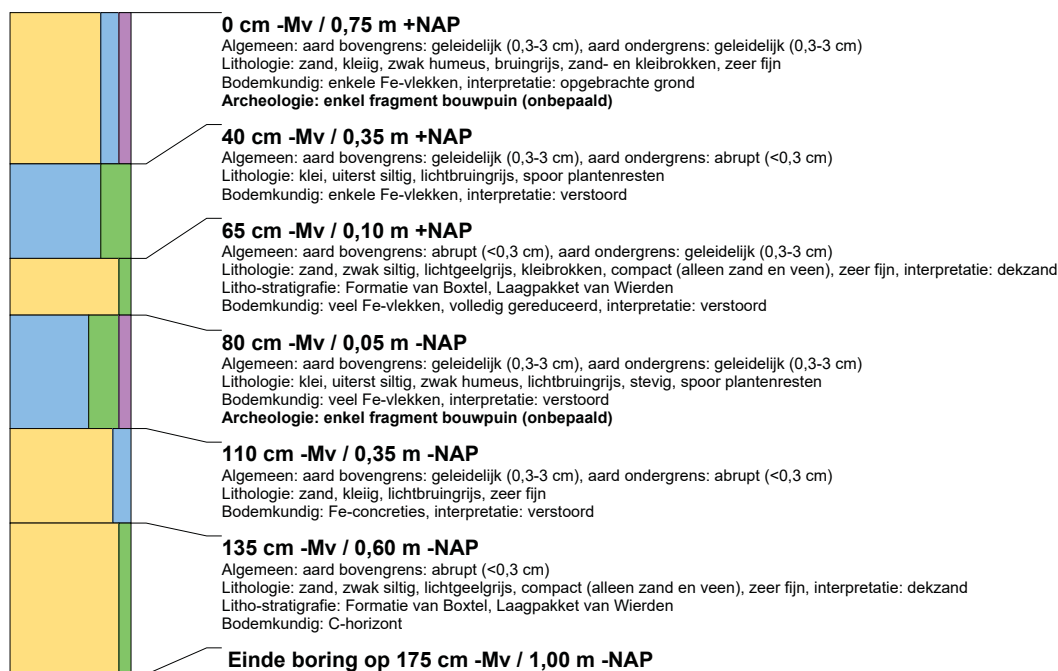 0 cm -Mv / 0,75 m +NAP
Algemeen: aard bovengrens: geleidelijk (0,3-3 cm), aard ondergrens: geleidelijk (0,3-3 cm)
Lithologie: zand, kleiig, zwak humeus, bruingrijs, zand- en kleibrokken, zeer fijn
Bodemkundig: enkele Fe-vlekken, interpretatie: opgebrachte grond
Archeologie: enkel fragment bouwpuin (onbepaald)
40 cm -Mv / 0,35 m +NAP
Algemeen: aard bovengrens: geleidelijk (0,3-3 cm), aard ondergrens: abrupt (<0,3 cm)
Lithologie: klei, uiterst siltig, lichtbruingrijs, spoor plantenresten
Bodemkundig: enkele Fe-vlekken, interpretatie: verstoord
65 cm -Mv / 0,10 m +NAP
Algemeen: aard bovengrens: abrupt (<0,3 cm), aard ondergrens: geleidelijk (0,3-3 cm)
Lithologie: zand, zwak siltig, lichtgeelgrijs, kleibrokken, compact (alleen zand en veen), zeer fijn, interpretatie: dekzand
Litho-stratigrafie: Formatie van Boxtel, Laagpakket van Wierden
Bodemkundig: veel Fe-vlekken, volledig gereduceerd, interpretatie: verstoord
80 cm -Mv / 0,05 m -NAP
Algemeen: aard bovengrens: geleidelijk (0,3-3 cm), aard ondergrens: geleidelijk (0,3-3 cm)
Lithologie: klei, uiterst siltig, zwak humeus, lichtbruingrijs, stevig, spoor plantenresten
Bodemkundig: veel Fe-vlekken, interpretatie: verstoord
Archeologie: enkel fragment bouwpuin (onbepaald)
110 cm -Mv / 0,35 m -NAP
Algemeen: aard bovengrens: geleidelijk (0,3-3 cm), aard ondergrens: abrupt (<0,3 cm)
Lithologie: zand, kleiig, lichtbruingrijs, zeer fijn
Bodemkundig: Fe-concreties, interpretatie: verstoord
135 cm -Mv / 0,60 m -NAP
Algemeen: aard bovengrens: abrupt (<0,3 cm)
Lithologie: zand, zwak siltig, lichtgeelgrijs, compact (alleen zand en veen), zeer fijn, interpretatie: dekzand
Litho-stratigrafie: Formatie van Boxtel, Laagpakket van Wierden
Bodemkundig: C-horizont
Einde boring op 175 cm -Mv / 1,00 m -NAP